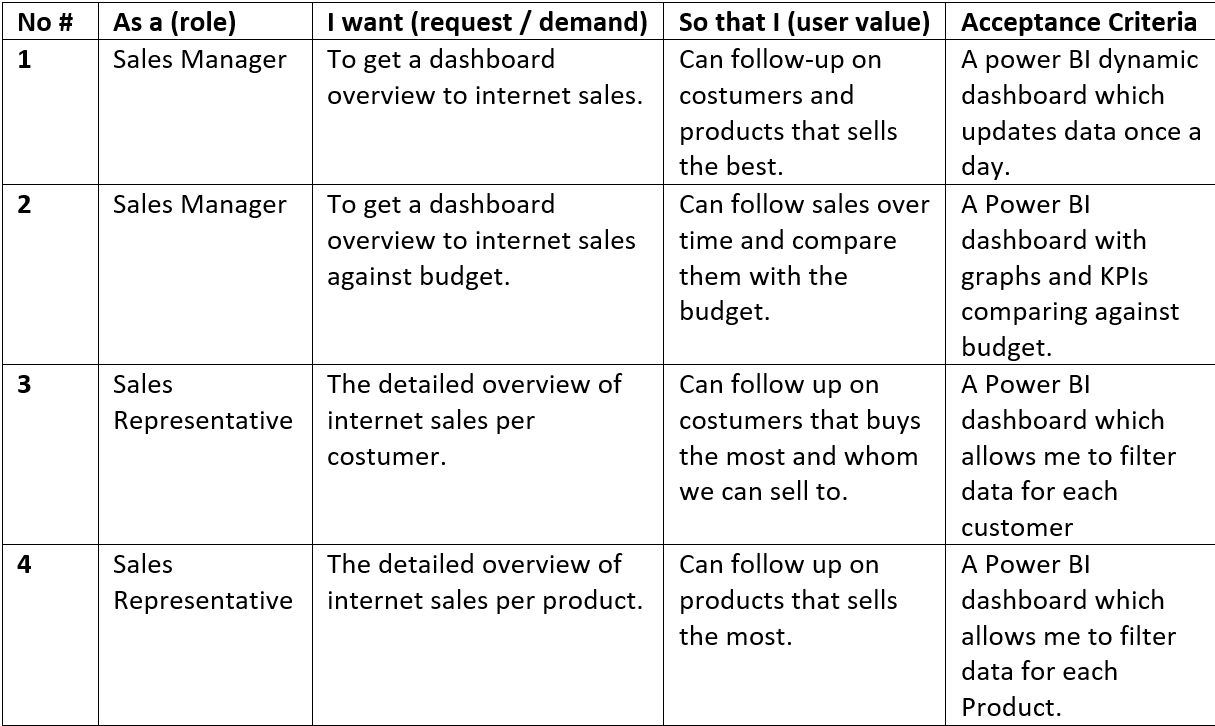 No # As a (role) I want (request / demand) So that I (user value) Acceptance Criteria
1 Sales Manager To get a dashboard Can follow-up on A power BI dynamic
overview to internet sales. costumers and dashboard which
products that sells updates data once a
the best. day.
2 Sales Manager To get a dashboard Can follow sales over A Power BI
overview to internet sales time and compare dashboard with
against budget. them with the graphs and KPIs
budget. comparing against
budget.
3 Sales The detailed overview of Can follow up on A Power BI
Representative internet sales per costumers that buys dashboard which
costumer. the most and whom allows me to filter
we can sell to. data for each
customer
4 Sales The detailed overview of Can follow up on A Power BI
Representative internet sales per product. products that sells dashboard which
the most. allows me to filter
data for each
Product.